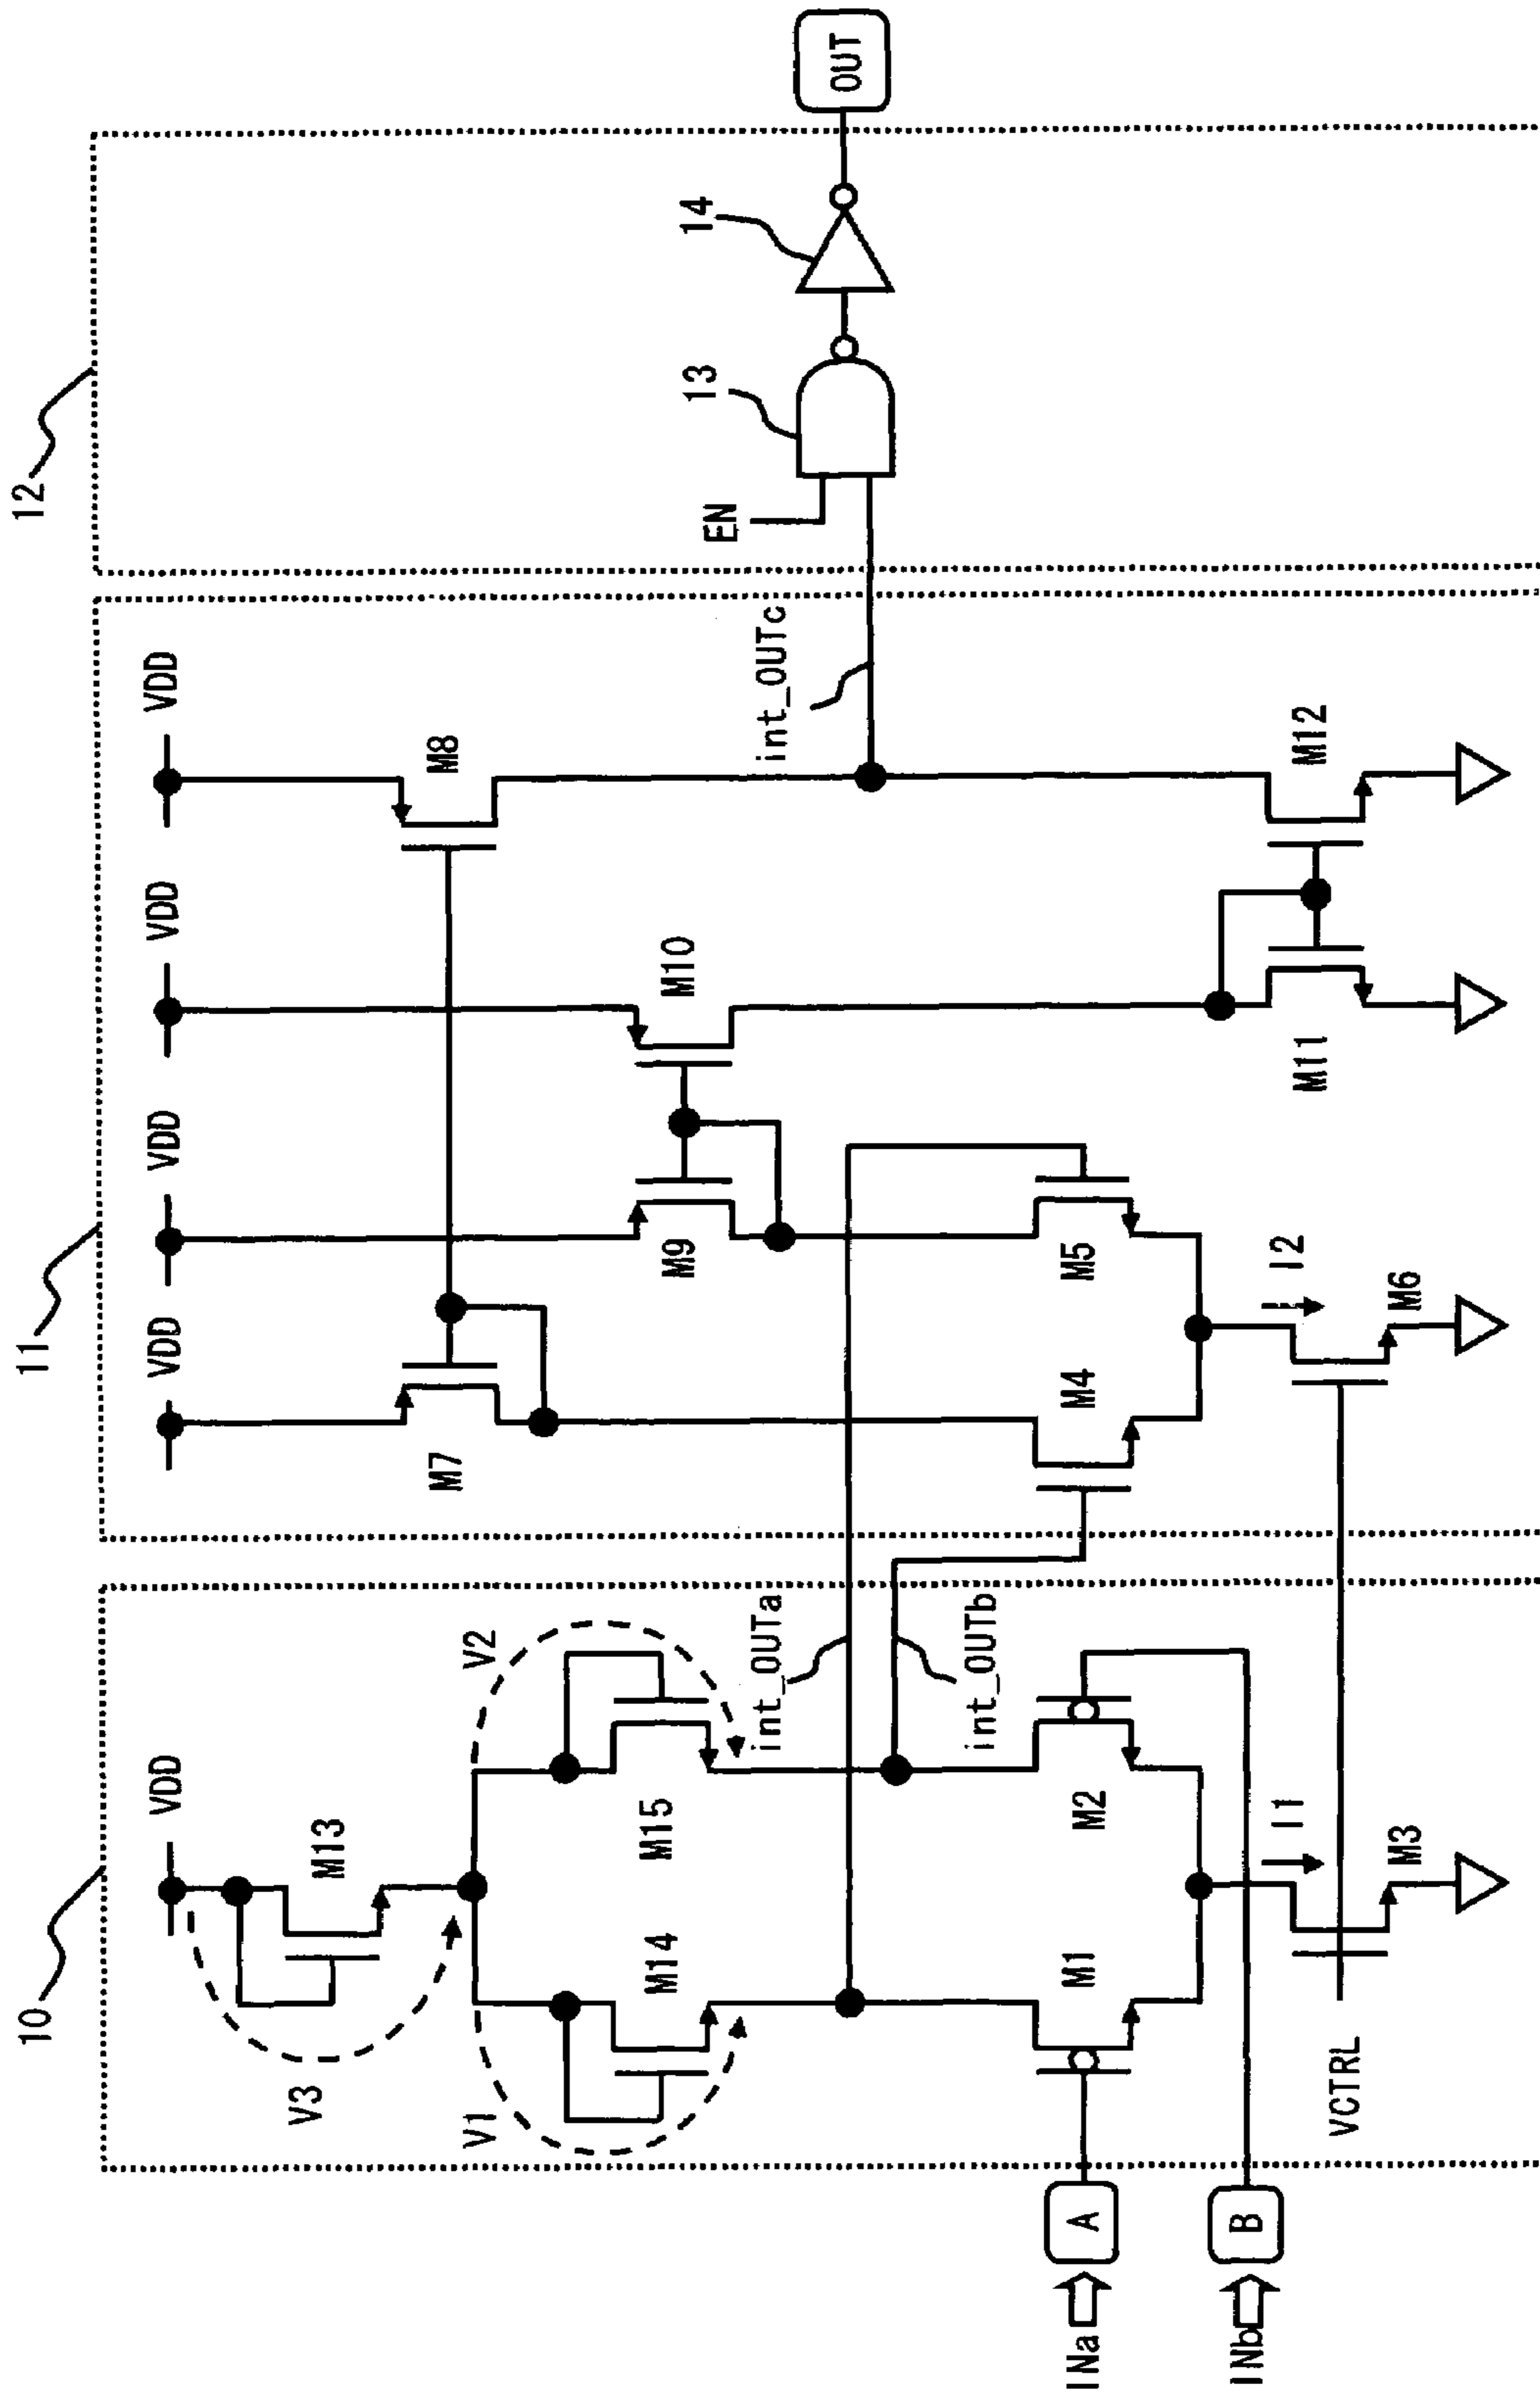 10
11
12
VDD
VDD
VDD
VDD
VDD
V3
M13
M7
M8
V1
V2
M14
M15
M9
M10
EN
13
14
OUT
int_OUTa
int_OUTb
int_OUTc
INa
A
M1
M2
M4
M5
M11
M12
INb
B
I1
I2
VCTRL
M3
M6